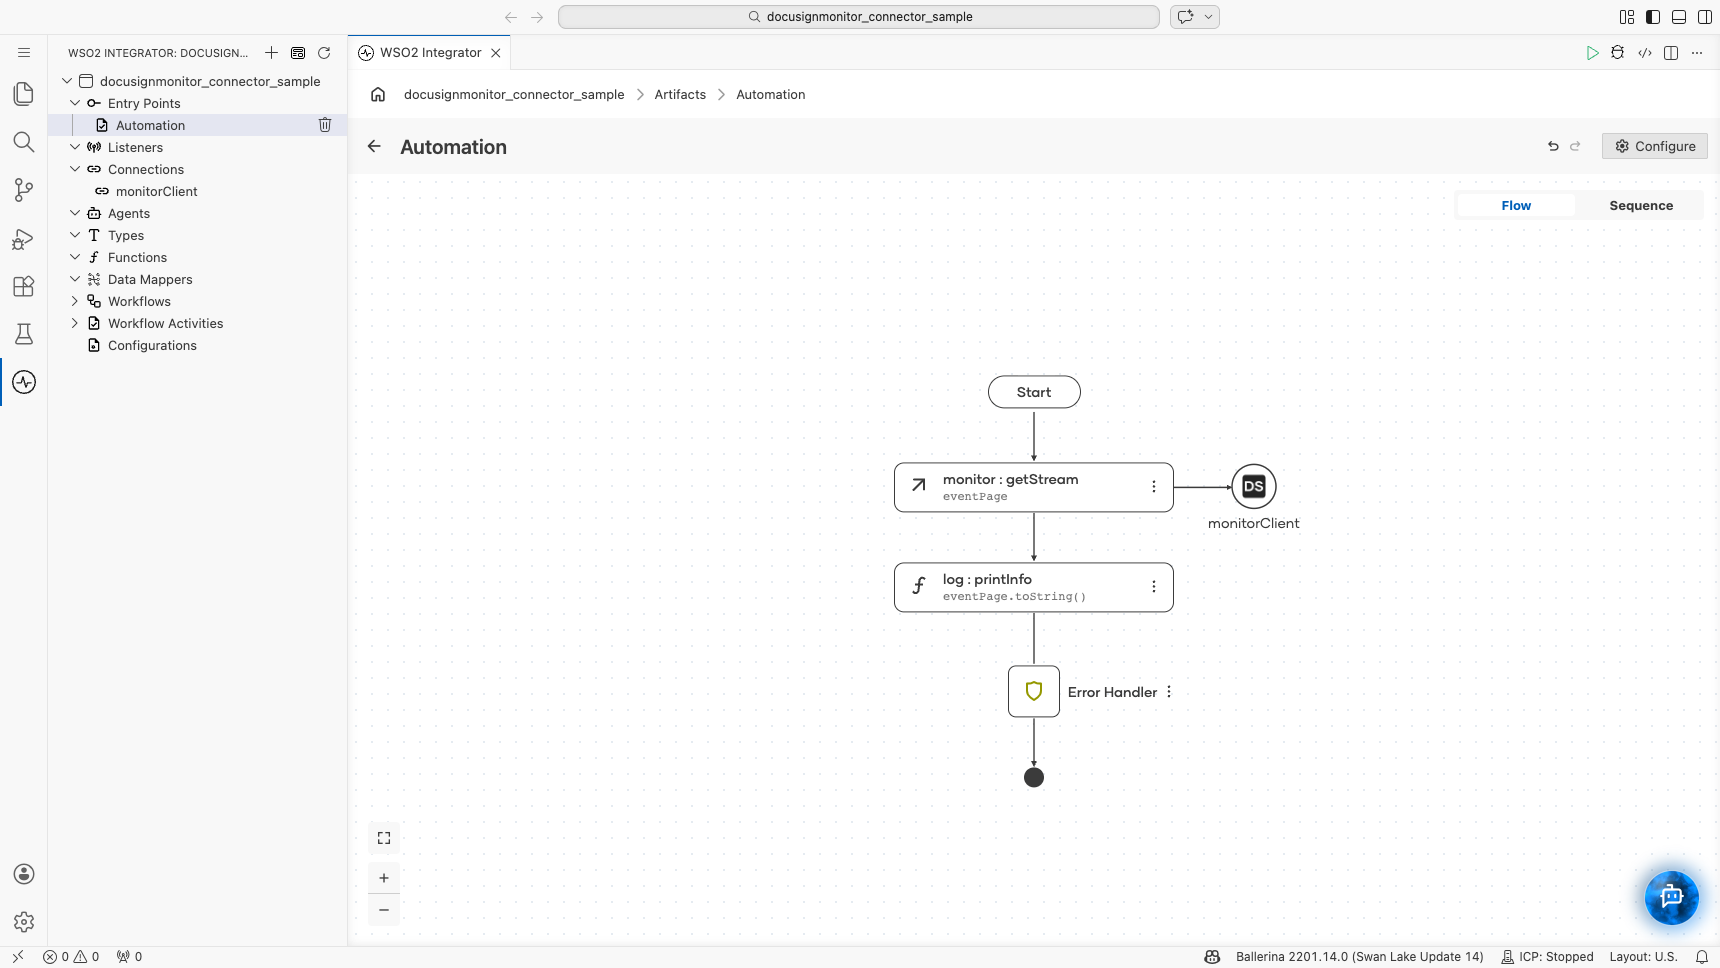 docusignmonitor_connector_sample
WSO2 INTEGRATOR: DOCUSIGN...
docusignmonitor_connector_sample
Entry Points
Automation
Listeners
Connections
monitorClient
Agents
Types
Functions
Data Mappers
Workflows
Workflow Activities
Configurations
WSO2 Integrator
docusignmonitor_connector_sample
Artifacts
Automation
Automation
Configure
Flow
Sequence
Start
monitor : getStream
eventPage
DS
monitorClient
log : printInfo
eventPage.toString()
Error Handler
0
0
0
Ballerina 2201.14.0 (Swan Lake Update 14)
ICP: Stopped
Layout: U.S.